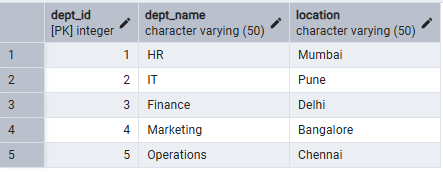 dept_id dept_name location
[PK] integer character varying (50) character varying (50)
1 1 HR Mumbai
2 2 IT Pune
3 3 Finance Delhi
4 4 Marketing Bangalore
5 5 Operations Chennai